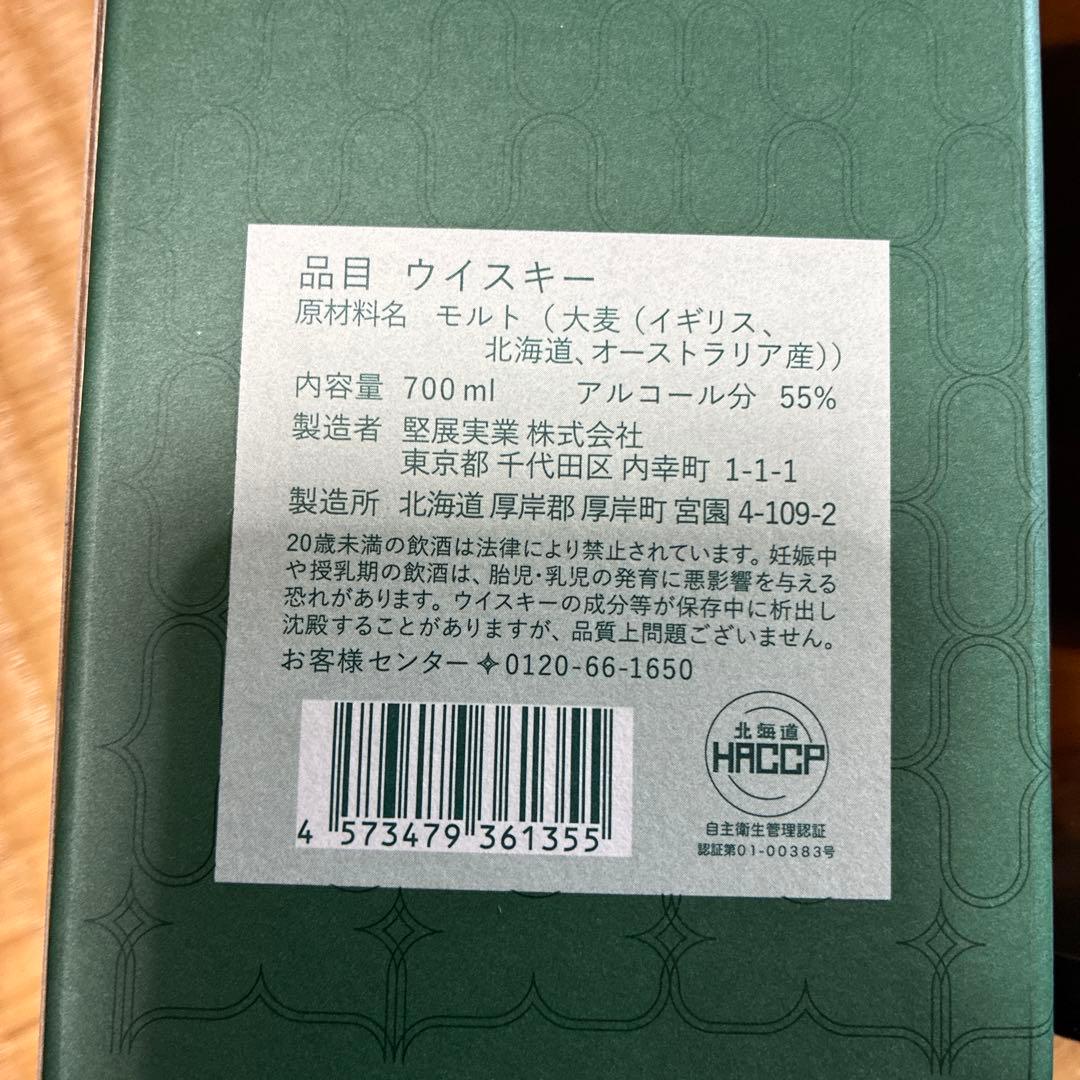 品目 ウイスキー
原材料名 モルト（大麦（イギリス、
北海道、オーストラリア産））
内容量 700ml アルコール分 55%
製造者 堅展実業 株式会社
東京都 千代田区 内幸町 1-1-1
製造所 北海道 厚岸郡 厚岸町 宮園 4-109-2
20歳未満の飲酒は法律により禁止されています。妊娠中
や授乳期の飲酒は、胎児・乳児の発育に悪影響を与える
恐れがあります。ウイスキーの成分等が保存中に析出し
沈殿することがありますが、品質上問題ございません。
お客様センター✧0120-66-1650
4 573479 361355
北海道
HACCP
自主衛生管理認証
認証第01-00383号